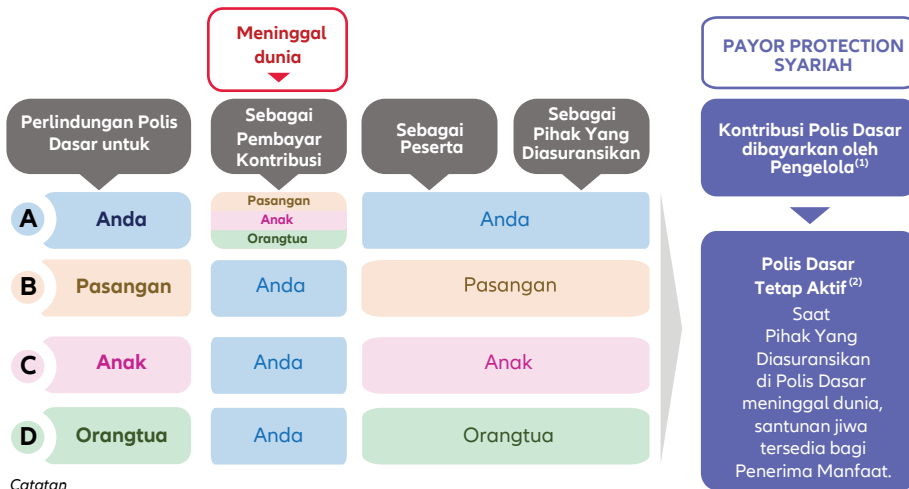 Meninggal
dunia
PAYOR PROTECTION
SYARIAH
Perlindungan Polis
Dasar untuk
Sebagai
Pembayar
Kontribusi
Sebagai
Peserta
Sebagai
Pihak Yang
Diasuransikan
Kontribusi Polis Dasar
dibayarkan oleh
Pengelola(1)
A
Anda
Pasangan
Anak
Orangtua
Anda
B
Pasangan
Anda
Pasangan
C
Anak
Anda
Anak
D
Orangtua
Anda
Orangtua
Polis Dasar
Tetap Aktif(2)
Saat
Pihak Yang
Diasuransikan
di Polis Dasar
meninggal dunia,
santunan jiwa
tersedia bagi
Penerima Manfaat.
Catatan